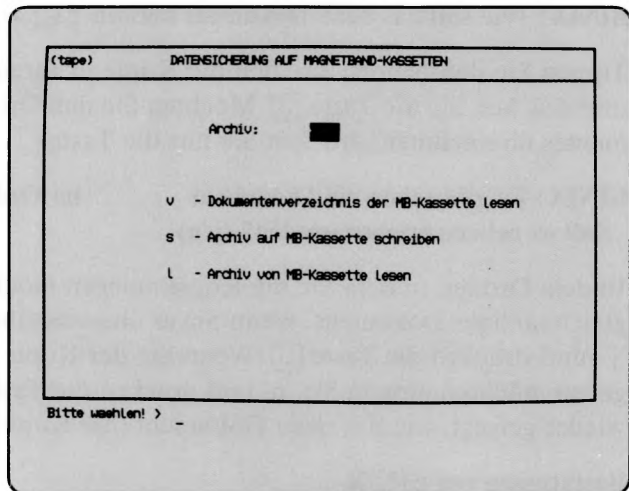 (tape) DATENSICHERUNG AUF MAGNETBAND-KASSETTEN
Archiv:
v - Dokumentenverzeichnis der MB-Kassette lesen
s - Archiv auf MB-Kassette schreiben
l - Archiv von MB-Kassette lesen
Bitte waehlen! > _